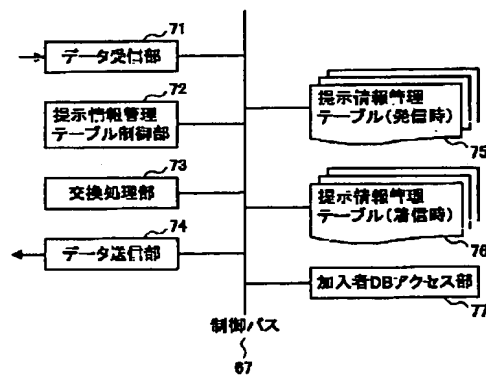 71
データ受信部
72
提示情報管理
テーブル制御部
73
交換処理部
74
データ送信部
提示情報管理
テーブル(発信時)
75
提示情報管理
テーブル(着信時)
76
加入者DBアクセス部
77
制御バス
67